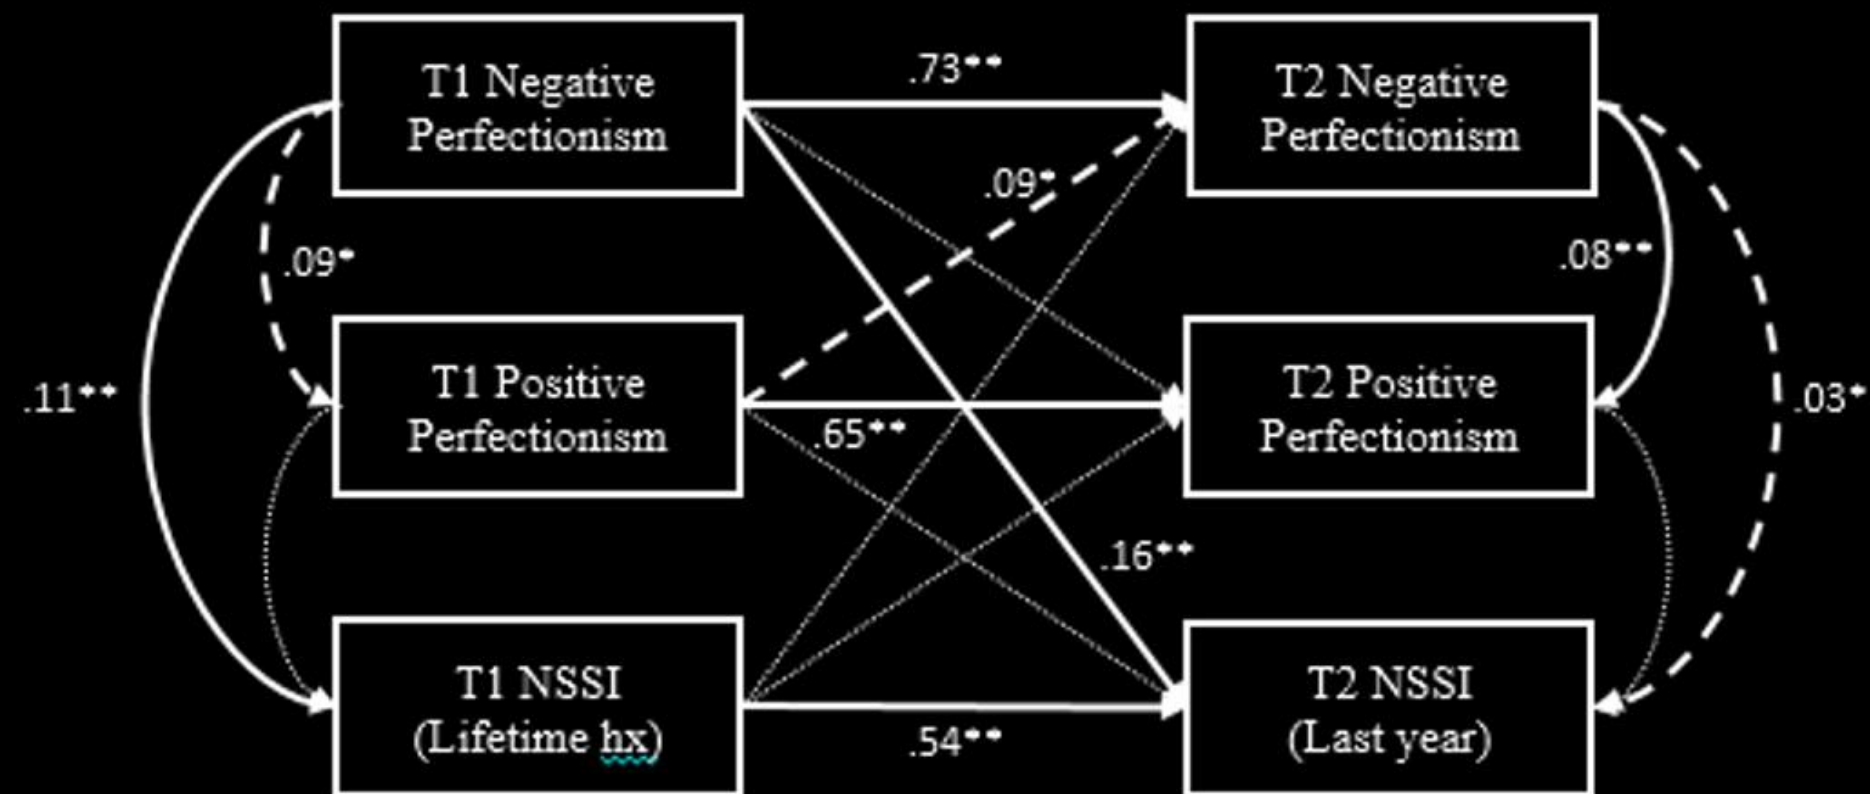 T1 Negative
Perfectionism
.73**
T2 Negative
Perfectionism
.09*
.09*
.08**
T1 Positive
Perfectionism
.65**
T2 Positive
Perfectionism
.11**
.03*
.16**
T1 NSSI
(Lifetime hx)
.54**
T2 NSSI
(Last year)